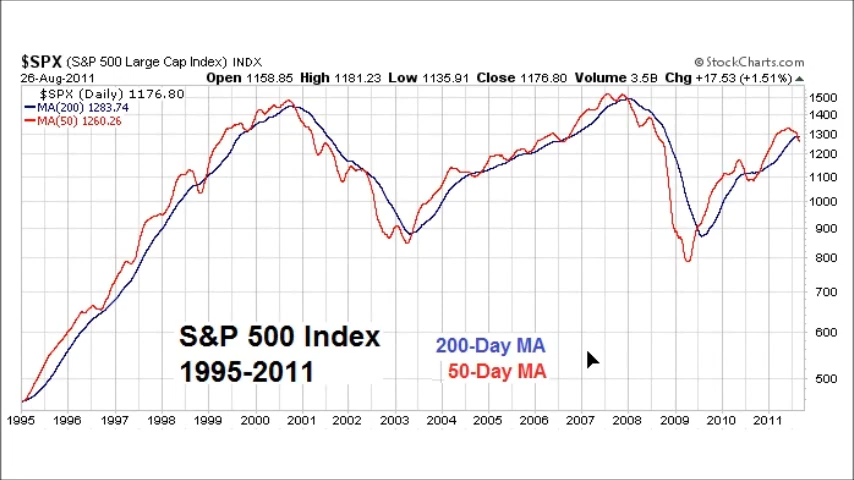 $SPX (S&P 500 Large Cap Index) INDX
© StockCharts.com
26-Aug-2011 Open 1158.85 High 1181.23 Low 1135.91 Close 1176.80 Volume 3.5B Chg +17.53 (+1.51%)
$SPX (Daily) 1176.80
MA(200) 1283.74
MA(50) 1260.26
1500
1400
1300
1200
1100
1000
900
800
700
600
500
S&P 500 Index
1995-2011
200-Day MA
50-Day MA
1995 1996 1997 1998 1999 2000 2001 2002 2003 2004 2005 2006 2007 2008 2009 2010 2011